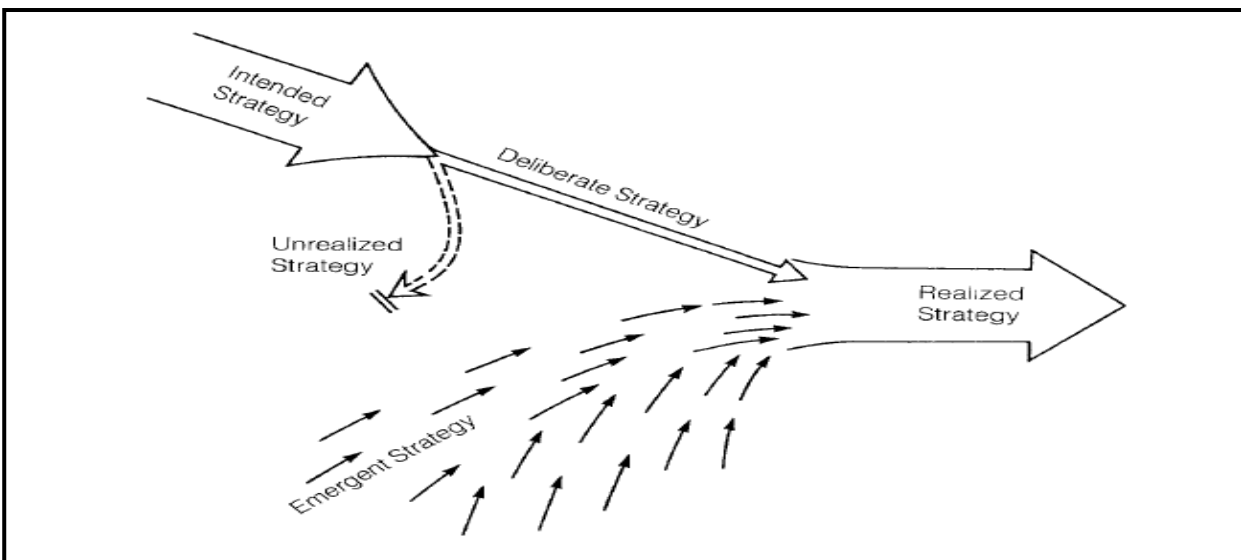 Intended
Strategy
Deliberate Strategy
Unrealized
Strategy
Realized
Strategy
Emergent Strategy